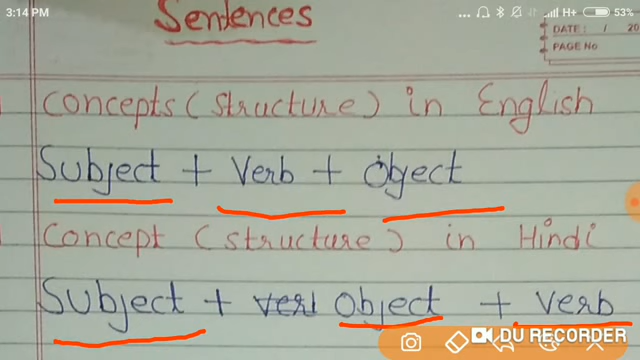 3:14 PM ... H+ 53%
Sentences
DATE: / 20
PAGE No
Concepts (structure) in English
Subject + Verb + Object
Concept (structure) in Hindi
Subject + Verb Object + Verb
DU RECORDER